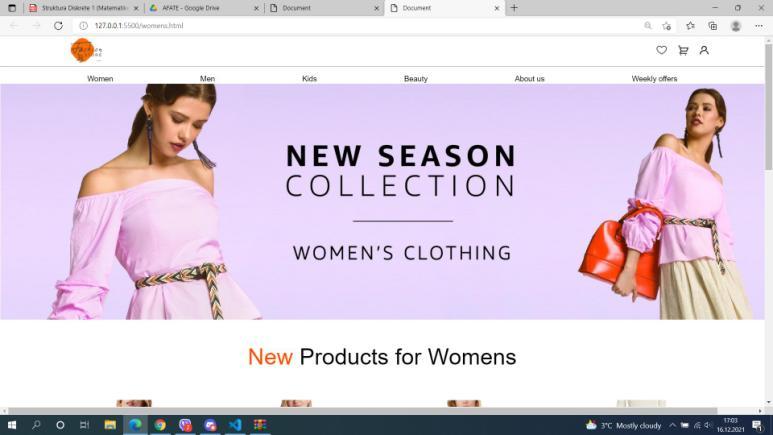 Struktura Diskrete 1 (Matematik
AFATE - Google Drive
Document
Document
127.0.0.1:5500/womens.html
Women
Men
Kids
Beauty
About us
Weekly offers
NEW SEASON
COLLECTION
WOMEN'S CLOTHING
New Products for Womens
3°C Mostly cloudy
17:03
16.12.2021